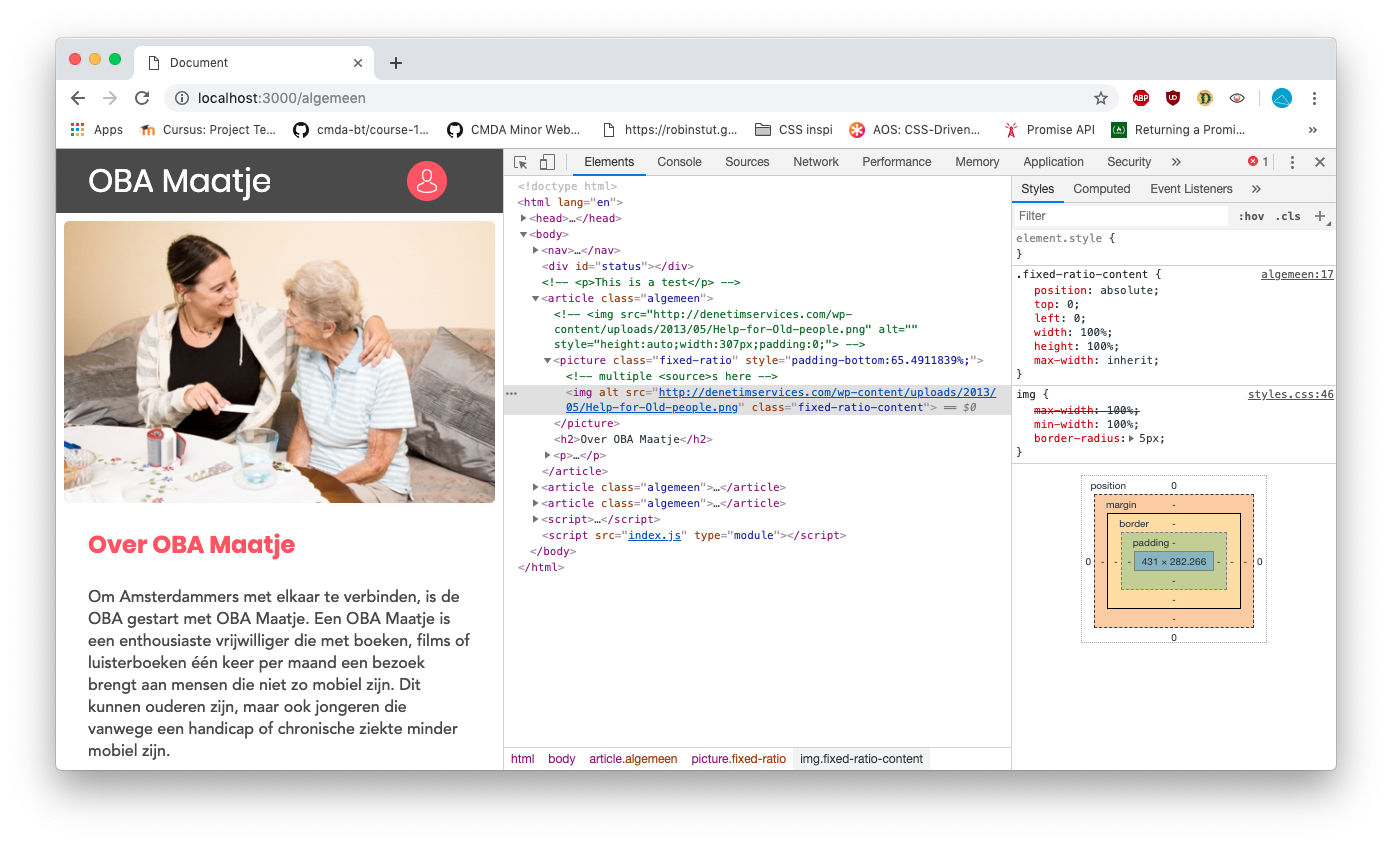 Document
localhost:3000/algemeen
ABP
UD
Apps
Cursus: Project Te...
cmda-bt/course-1...
CMDA Minor Web...
https://robinstut.g...
CSS inspi
AOS: CSS-Driven...
Promise API
Returning a Promi...
»
OBA Maatje
Over OBA Maatje
Om Amsterdammers met elkaar te verbinden, is de
OBA gestart met OBA Maatje. Een OBA Maatje is
een enthousiaste vrijwilliger die met boeken, films of
luisterboeken één keer per maand een bezoek
brengt aan mensen die niet zo mobiel zijn. Dit
kunnen ouderen zijn, maar ook jongeren die
vanwege een handicap of chronische ziekte minder
mobiel zijn.
Elements Console Sources Network Performance Memory Application Security » 1
<!doctype html>
<html lang="en">
<head>…</head>
<body>
<nav>…</nav>
<div id="status"></div>
<!-- <p>This is a test</p> -->
<article class="algemeen">
<!-- <img src="http://denetimservices.com/wp-
content/uploads/2013/05/Help-for-Old-people.png" alt=""
style="height:auto;width:307px;padding:0;"> -->
<picture class="fixed-ratio" style="padding-bottom:65.4911839%;">
<!-- multiple <source>s here -->
<img alt src="http://denetimservices.com/wp-content/uploads/2013/
05/Help-for-Old-people.png" class="fixed-ratio-content"> == $0
</picture>
<h2>Over OBA Maatje</h2>
<p>…</p>
</article>
<article class="algemeen">…</article>
<article class="algemeen">…</article>
<script>…</script>
<script src="index.js" type="module"></script>
</body>
</html>
html body article.algemeen picture.fixed-ratio img.fixed-ratio-content
Styles Computed Event Listeners »
Filter :hov .cls +
element.style {
}
.fixed-ratio-content { algemeen:17
position: absolute;
top: 0;
left: 0;
width: 100%;
height: 100%;
max-width: inherit;
}
img { styles.css:46
max-width: 100%;
min-width: 100%;
border-radius: 5px;
}
position 0
margin -
border -
padding -
0 - - - 431 × 282.266 - - - 0
-
-
-
0